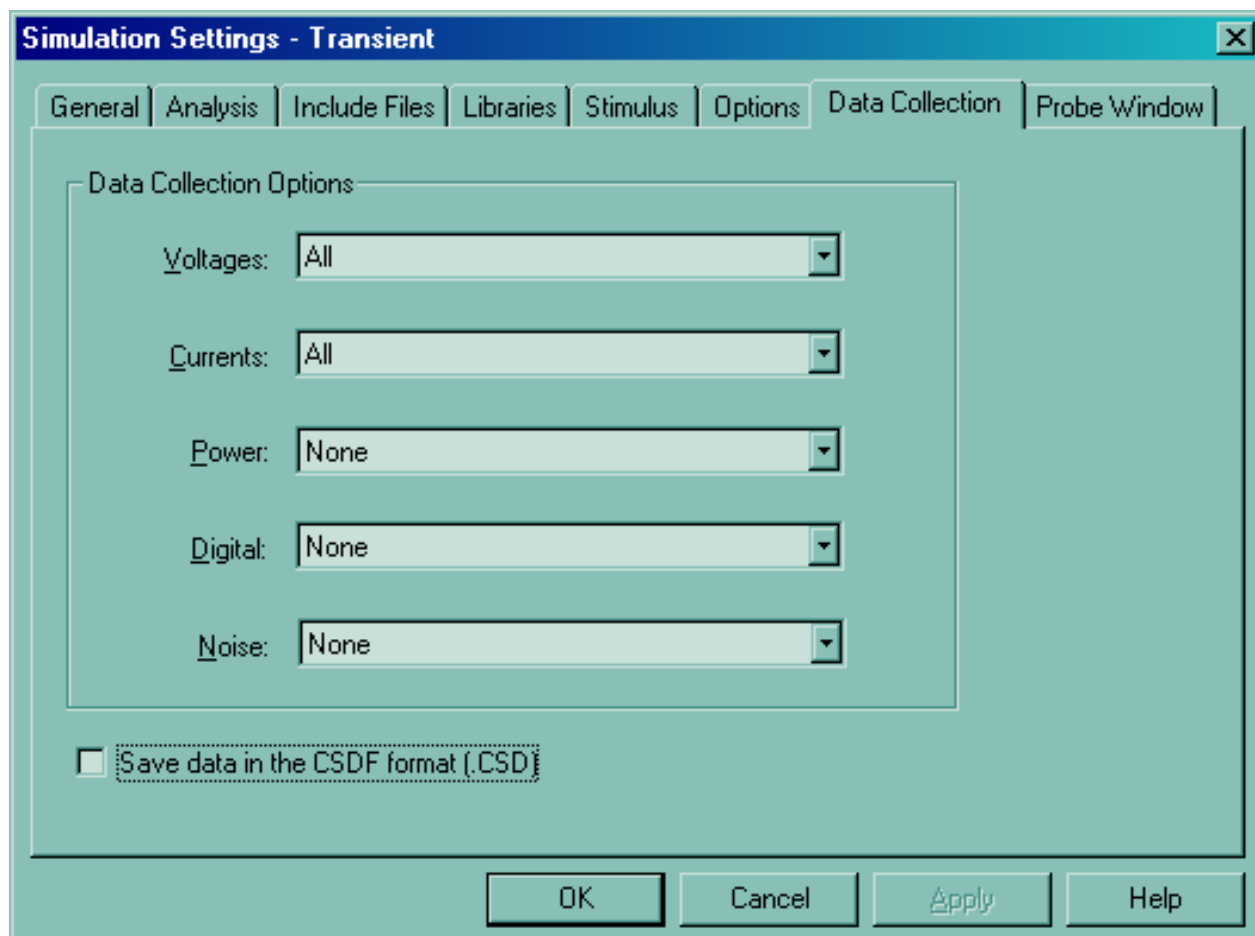 Simulation Settings - Transient
General Analysis Include Files Libraries Stimulus Options Data Collection Probe Window
Data Collection Options
Voltages: All
Currents: All
Power: None
Digital: None
Noise: None
Save data in the CSDF format (.CSD)
OK Cancel Apply Help